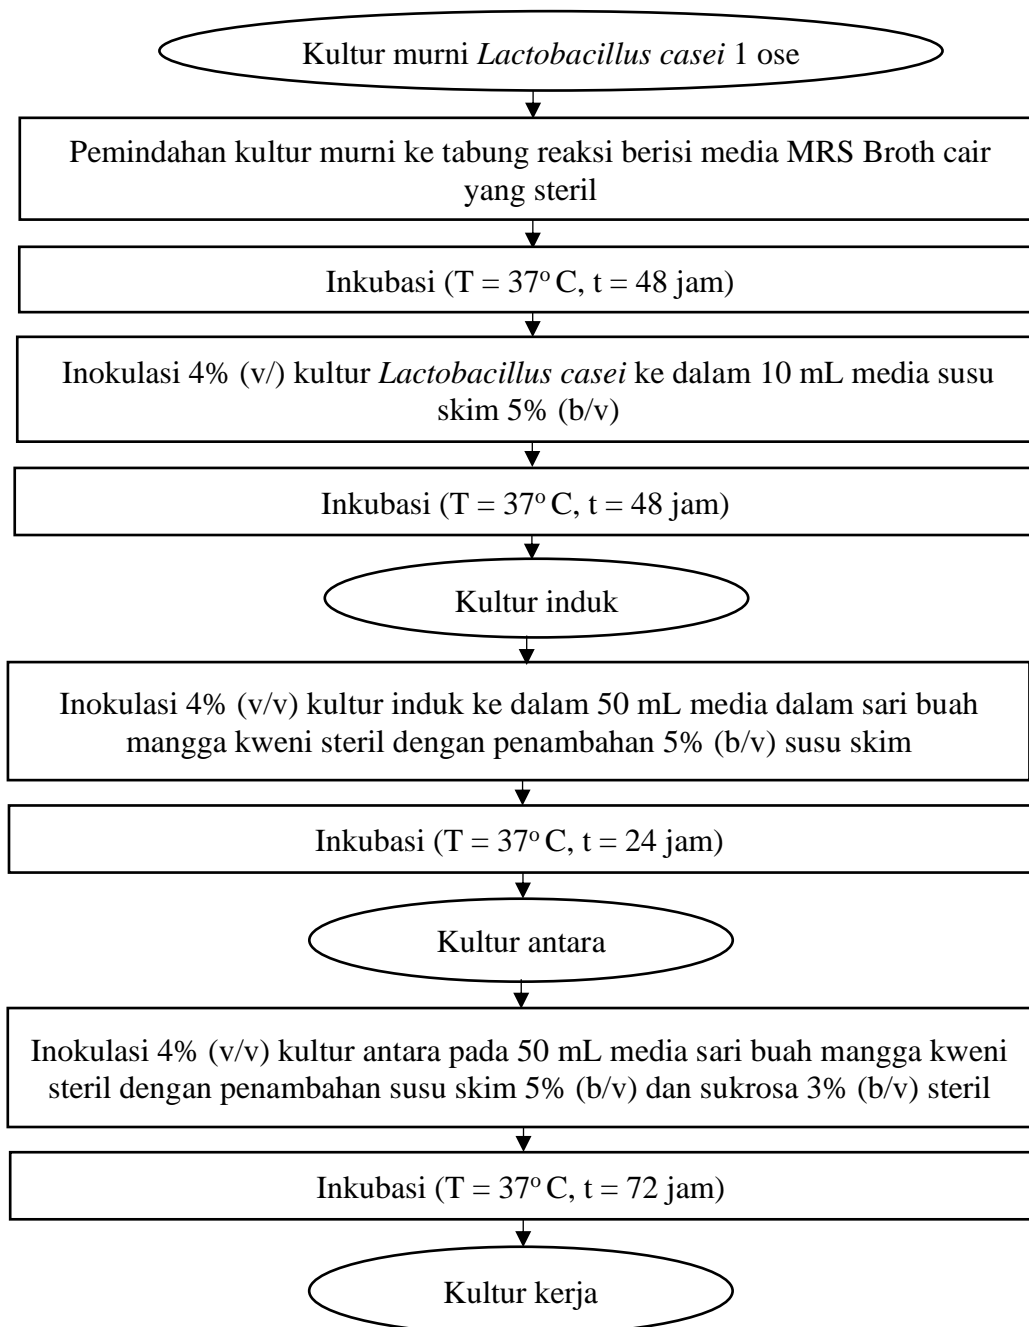 Kultur murni Lactobacillus casei 1 ose
Pemindahan kultur murni ke tabung reaksi berisi media MRS Broth cair
yang steril
Inkubasi (T = 37º C, t = 48 jam)
Inokulasi 4% (v/) kultur Lactobacillus casei ke dalam 10 mL media susu
skim 5% (b/v)
Inkubasi (T = 37º C, t = 48 jam)
Kultur induk
Inokulasi 4% (v/v) kultur induk ke dalam 50 mL media dalam sari buah
mangga kweni steril dengan penambahan 5% (b/v) susu skim
Inkubasi (T = 37º C, t = 24 jam)
Kultur antara
Inokulasi 4% (v/v) kultur antara pada 50 mL media sari buah mangga kweni
steril dengan penambahan susu skim 5% (b/v) dan sukrosa 3% (b/v) steril
Inkubasi (T = 37º C, t = 72 jam)
Kultur kerja